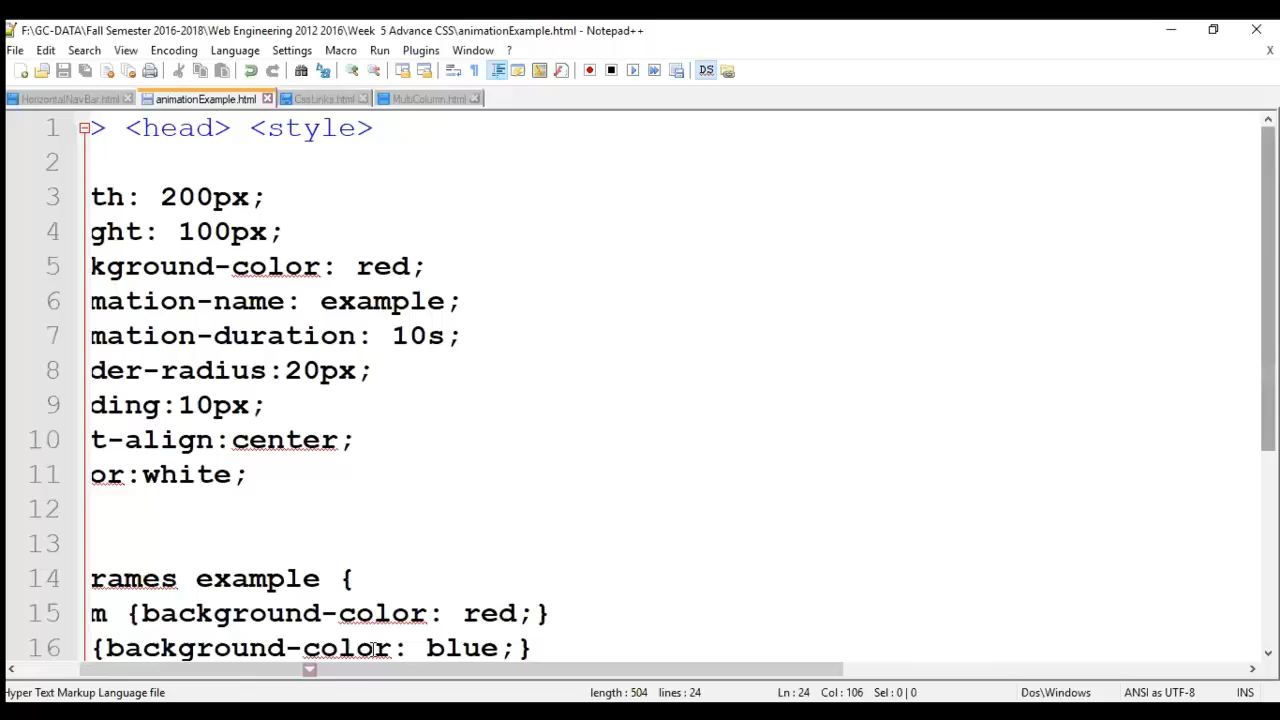 F:\GC-DATA\Fall Semester 2016-2018\Web Engineering 2012 2016\Week 5 Advance CSS\animationExample.html - Notepad++
File Edit Search View Encoding Language Settings Macro Run Plugins Window ? X
HorizontalNavBar.html animationExample.html CssLinks.html MultiColumn.html
1 > <head> <style>
2
3 th: 200px;
4 ght: 100px;
5 kground-color: red;
6 mation-name: example;
7 mation-duration: 10s;
8 der-radius:20px;
9 ding:10px;
10 t-align:center;
11 or:white;
12
13
14 rames example {
15 m {background-color: red;}
16 {background-color: blue;}
Hyper Text Markup Language file length : 504 lines : 24 Ln : 24 Col : 106 Sel : 0 | 0 Dos\Windows ANSI as UTF-8 INS